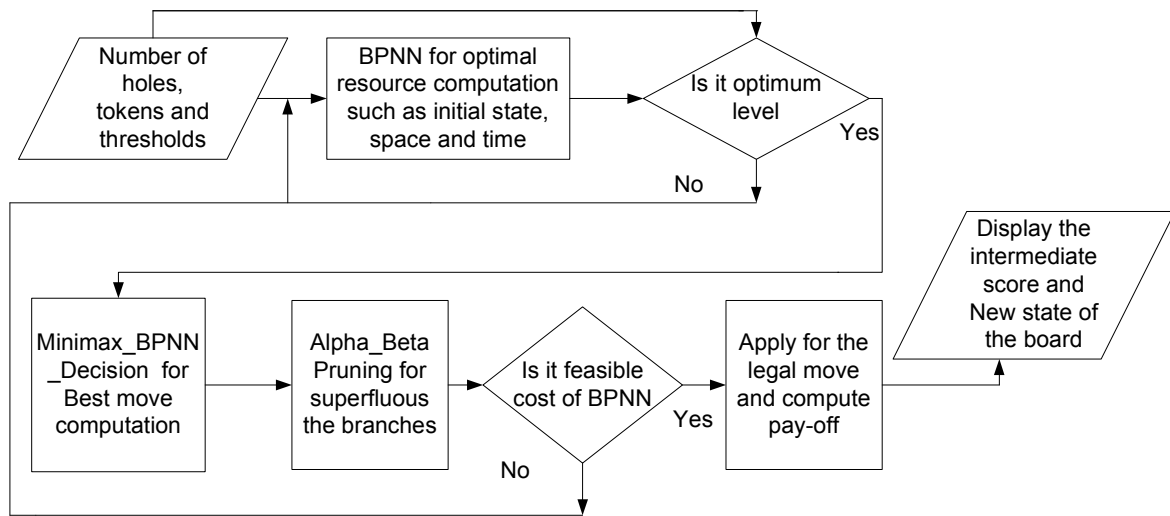 Number of
holes,
tokens and
thresholds
BPNN for optimal
resource computation
such as initial state,
space and time
Is it optimum
level
Yes
No
Minimax_BPNN
_Decision for
Best move
computation
Alpha_Beta
Pruning for
superfluous
the branches
Is it feasible
cost of BPNN
Yes
No
Apply for the
legal move
and compute
pay-off
Display the
intermediate
score and
New state of
the board